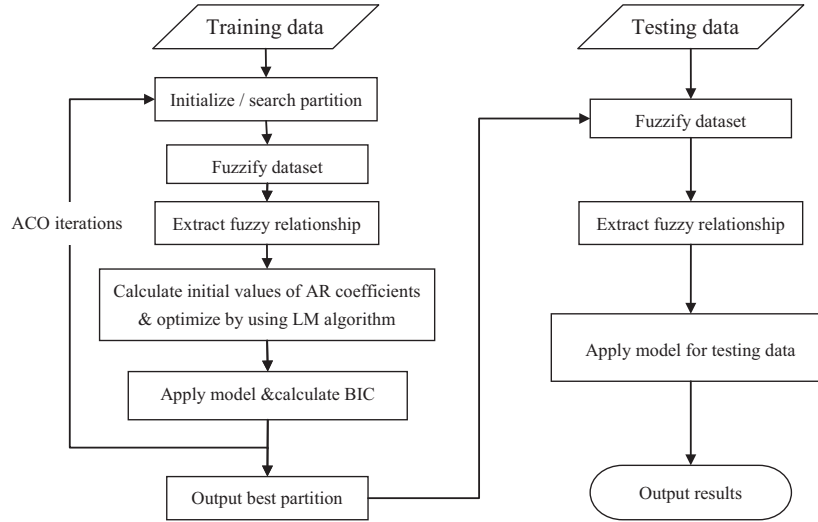 Training data
Initialize / search partition
Fuzzify dataset
Extract fuzzy relationship
ACO iterations
Calculate initial values of AR coefficients
& optimize by using LM algorithm
Apply model &calculate BIC
Output best partition
Testing data
Fuzzify dataset
Extract fuzzy relationship
Apply model for testing data
Output results